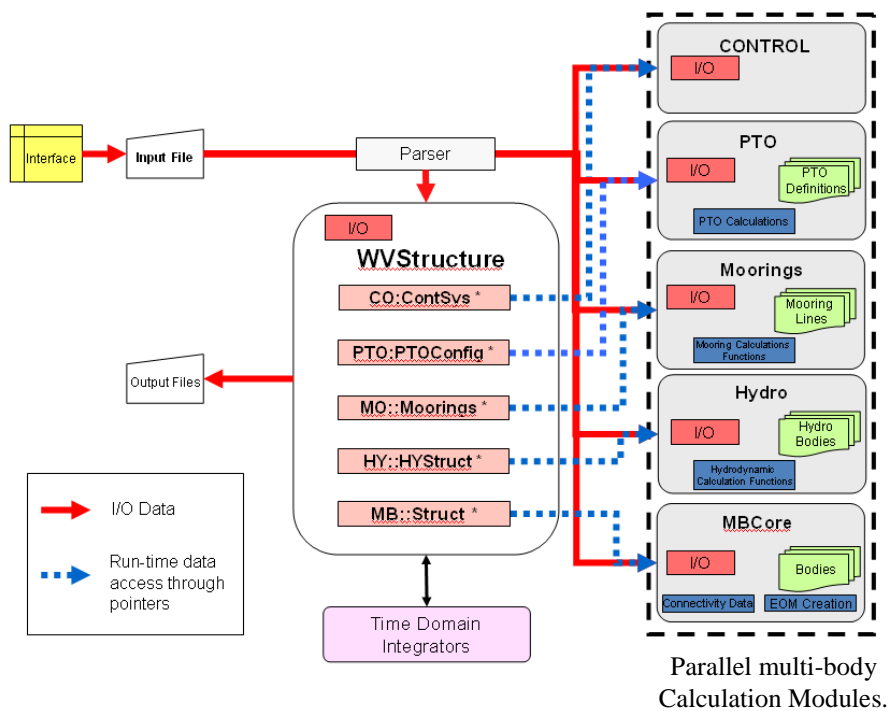 Interface
Input File
Parser
I/O
WVStructure
CO:ContSvs *
PTO:PTOConfig *
MO::Moorings *
HY::HYStruct *
MB::Struct *
Output Files
I/O Data
Run-time data
access through
pointers
Time Domain
Integrators
CONTROL
I/O
PTO
I/O
PTO
Definitions
PTO Calculations
Moorings
I/O
Mooring
Lines
Mooring Calculations
Functions
Hydro
I/O
Hydro
Bodies
Hydrodynamic
Calculation Functions
MBCore
I/O
Bodies
Connectivity Data
EOM Creation
Parallel multi-body
Calculation Modules.